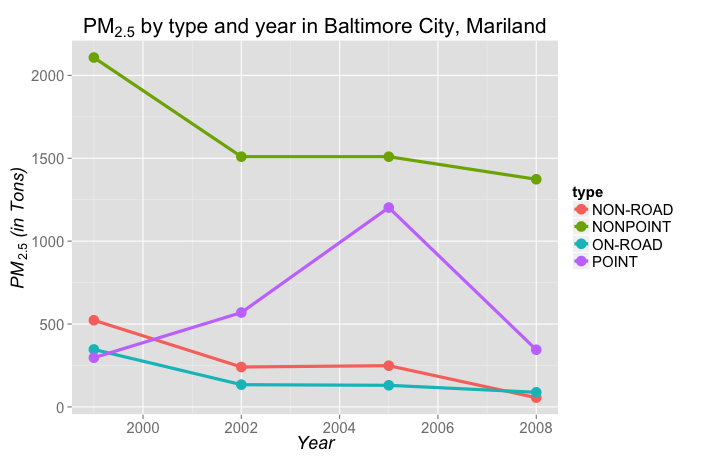 PM2.5 by type and year in Baltimore City, Mariland
PM2.5 (in Tons)
2000
1500
1000
500
0
2000 2002 2004 2006 2008
Year
type
NON-ROAD
NONPOINT
ON-ROAD
POINT